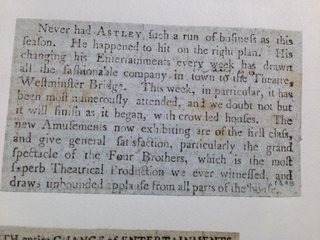 Never had ASTLEY such a run of business as this
season. He happened to hit on the right plan. His
changing his Entertainments every week has drawn
all the fashionable company in town to the Theatre,
Westminster Bridge. This week, in particular, it has
been most numerously attended, and we doubt not but
it will finish as it began, with crowded houses. The
new Amusements now exhibiting are of the first class,
and give general satisfaction, particularly the grand
spectacle of the Four Brothers, which is the most
superb Theatrical Production we ever witnessed, and
draws unbounded applause from all parts of the house.
CHANGE of ENTERTAINMENTS